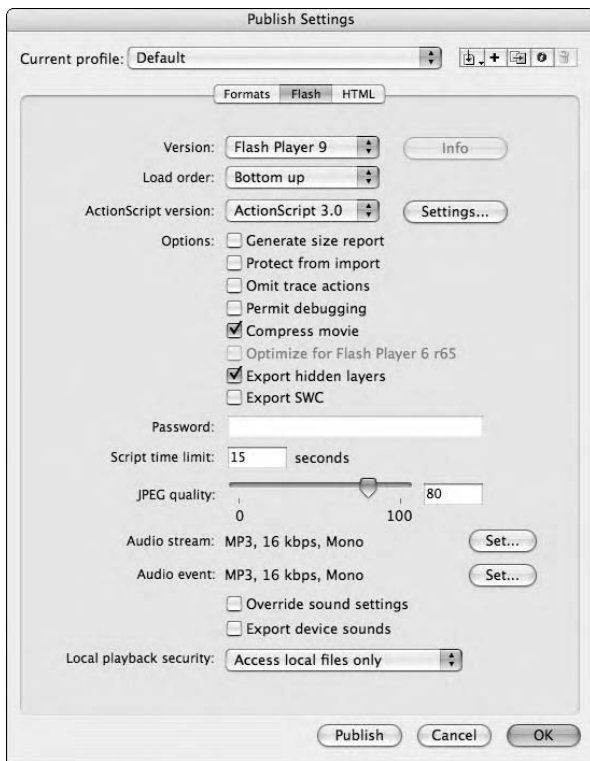 Publish Settings
Current profile: Default
Formats Flash HTML
Version: Flash Player 9 Info
Load order: Bottom up
ActionScript version: ActionScript 3.0 Settings...
Options: Generate size report
Protect from import
Omit trace actions
Permit debugging
Compress movie
Optimize for Flash Player 6 r65
Export hidden layers
Export SWC
Password:
Script time limit: 15 seconds
JPEG quality: 80
0 100
Audio stream: MP3, 16 kbps, Mono Set...
Audio event: MP3, 16 kbps, Mono Set...
Override sound settings
Export device sounds
Local playback security: Access local files only
Publish Cancel OK